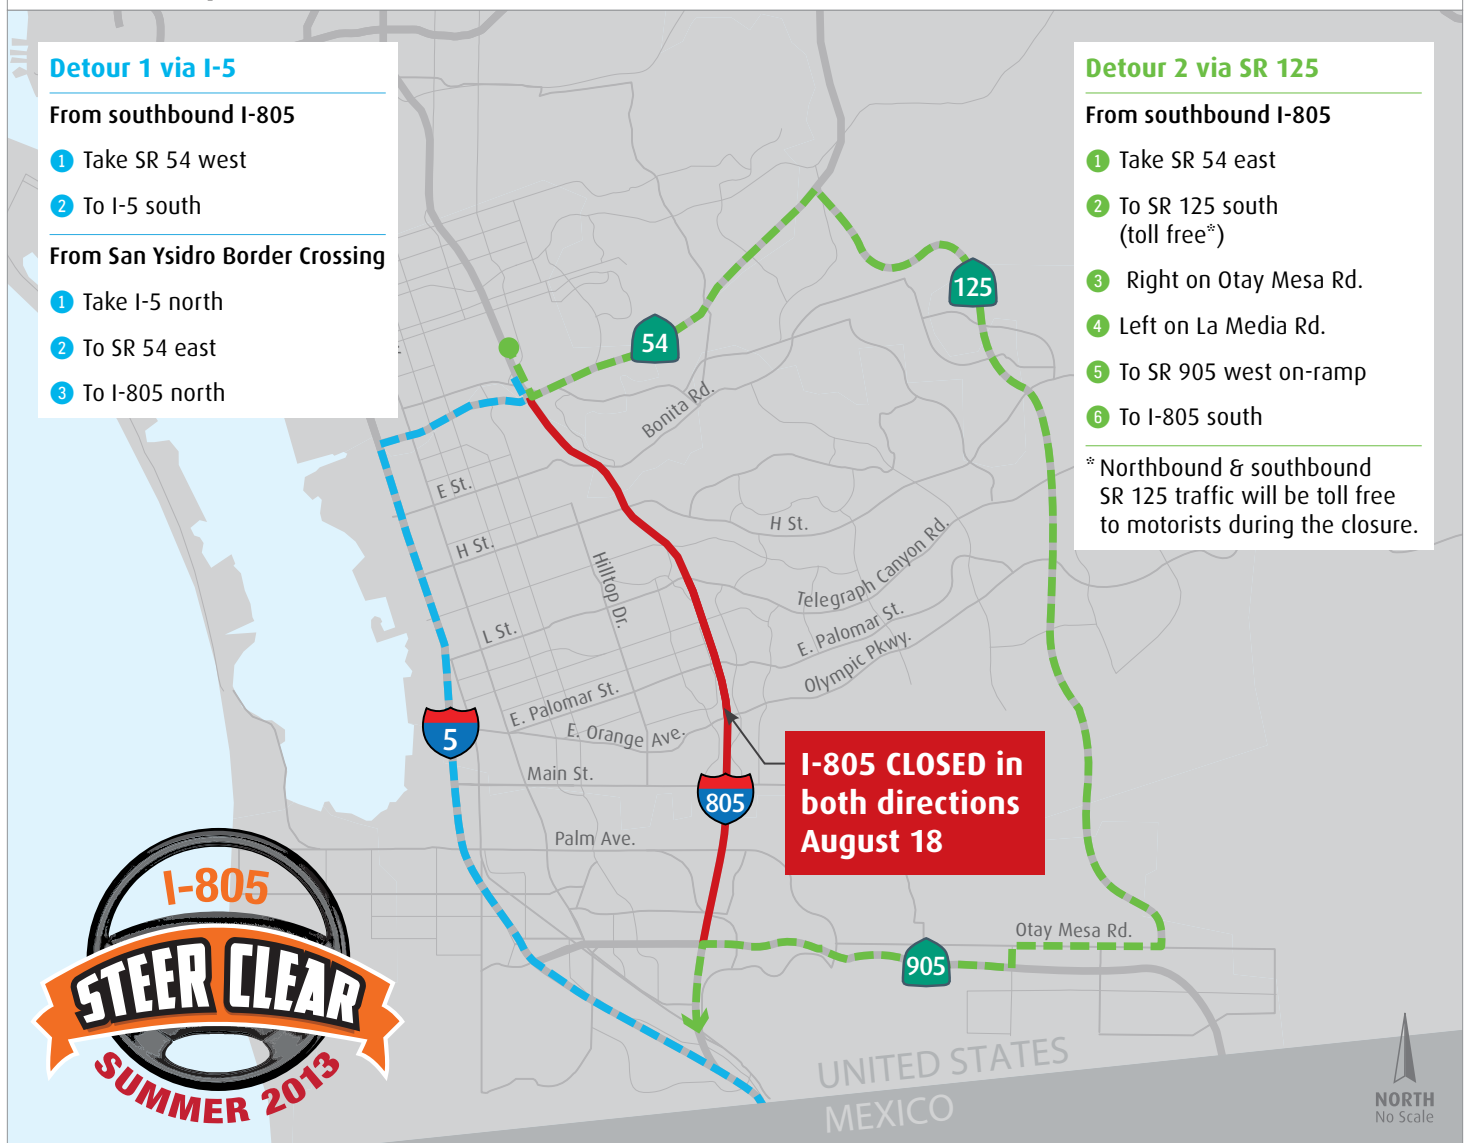 Detour 1 via I-5
From southbound I-805
1 Take SR 54 west
2 To I-5 south
From San Ysidro Border Crossing
1 Take I-5 north
2 To SR 54 east
3 To I-805 north
Detour 2 via SR 125
From southbound I-805
1 Take SR 54 east
2 To SR 125 south
(toll free*)
3 Right on Otay Mesa Rd.
4 Left on La Media Rd.
5 To SR 905 west on-ramp
6 To I-805 south
* Northbound & southbound
SR 125 traffic will be toll free
to motorists during the closure.
125
54
Bonita Rd.
E St.
H St.
H St.
Hilltop Dr.
Telegraph Canyon Rd.
L St.
E. Palomar St.
Olympic Pkwy.
E. Palomar St.
E. Orange Ave.
5
Main St.
805
I-805 CLOSED in
both directions
August 18
Palm Ave.
Otay Mesa Rd.
905
I-805
STEER CLEAR
SUMMER 2013
UNITED STATES
MEXICO
NORTH
No Scale